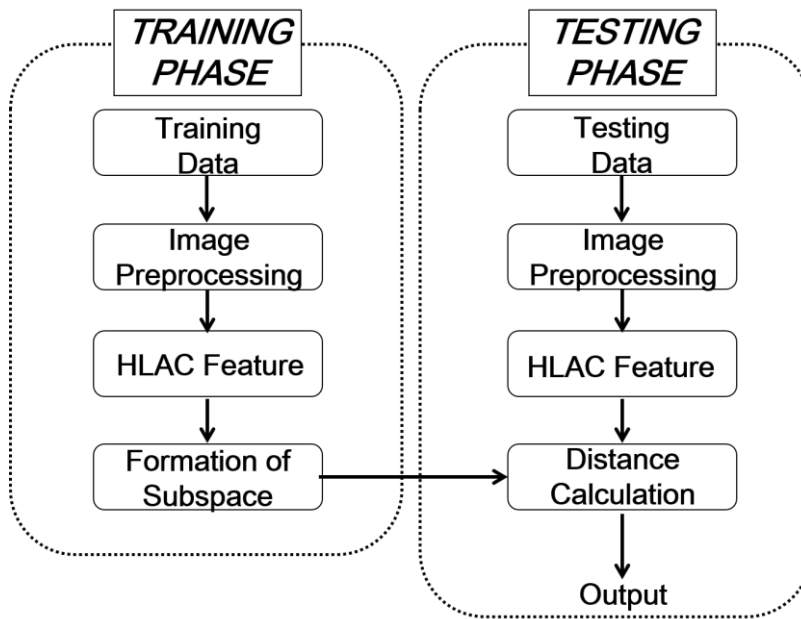 TRAINING
PHASE
Training
Data
Image
Preprocessing
HLAC Feature
Formation of
Subspace
TESTING
PHASE
Testing
Data
Image
Preprocessing
HLAC Feature
Distance
Calculation
Output